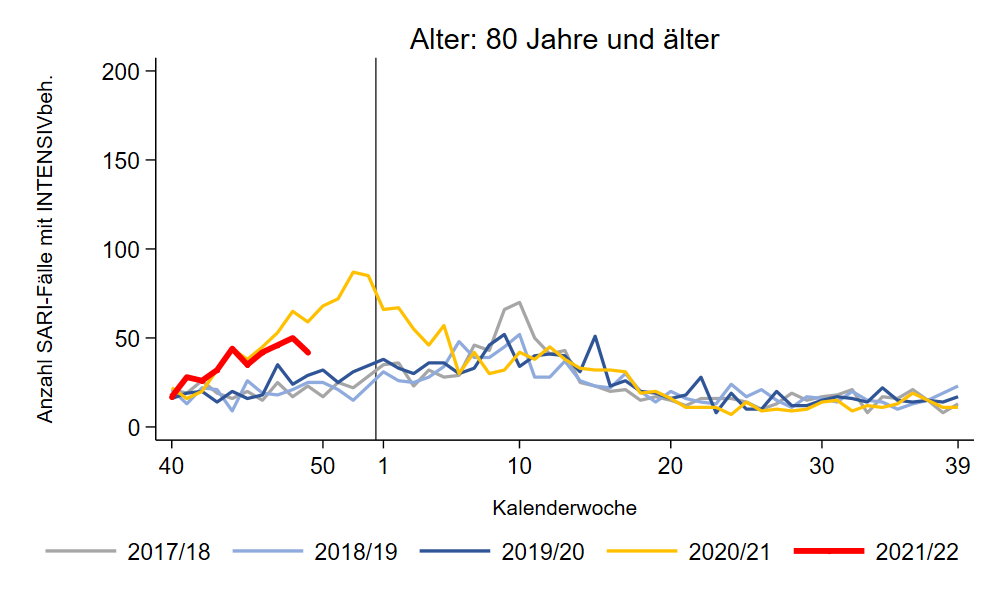 Alter: 80 Jahre und älter
Anzahl SARI-Fälle mit INTENSIVbeh.
200
150
100
50
0
40 50 1 10 20 30 39
Kalenderwoche
2017/18 2018/19 2019/20 2020/21 2021/22